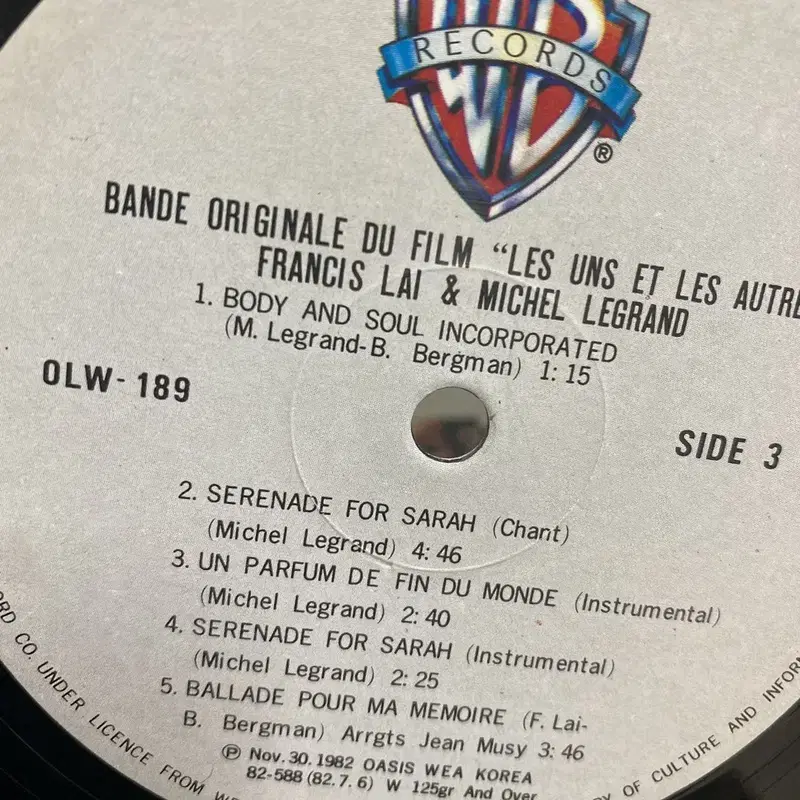 RECORDS
®
BANDE ORIGINALE DU FILM “LES UNS ET LES AUTRE
FRANCIS LAI & MICHEL LEGRAND
1. BODY AND SOUL INCORPORATED
(M. Legrand-B. Bergman) 1: 15
OLW- 189
SIDE 3
2. SERENADE FOR SARAH (Chant)
(Michel Legrand) 4: 46
3. UN PARFUM DE FIN DU MONDE (Instrumental)
(Michel Legrand) 2: 40
4. SERENADE FOR SARAH (Instrumental)
(Michel Legrand) 2: 25
5. BALLADE POUR MA MEMOIRE (F. Lai-
B. Bergman) Arrgts Jean Musy 3: 46
Ⓟ Nov. 30. 1982 OASIS WEA KOREA
82-588 (82. 7. 6) W 125gr And Over
CO. UNDER LICENCE FROM
OF CULTURE AND